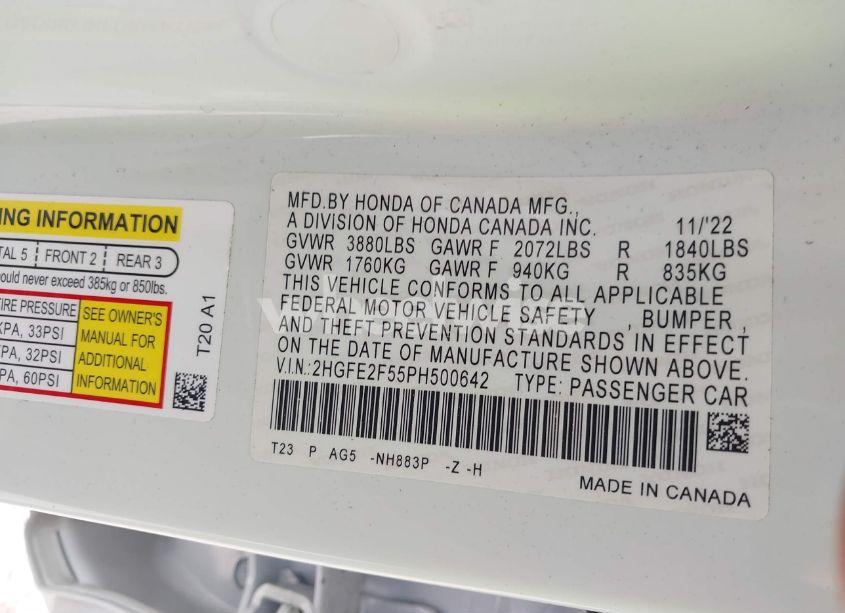 ING INFORMATION
TAL 5 FRONT 2 REAR 3
ould never exceed 385kg or 850lbs.
TIRE PRESSURE
KPA, 33PSI
KPA, 32PSI
PA, 60PSI
SEE OWNER'S
MANUAL FOR
ADDITIONAL
INFORMATION
T20 A1
MFD.BY HONDA OF CANADA MFG.,
A DIVISION OF HONDA CANADA INC. 11/'22
GVWR 3880LBS GAWR F 2072LBS R 1840LBS
GVWR 1760KG GAWR F 940KG R 835KG
THIS VEHICLE CONFORMS TO ALL APPLICABLE
FEDERAL MOTOR VEHICLE SAFETY , BUMPER ,
AND THEFT PREVENTION STANDARDS IN EFFECT
ON THE DATE OF MANUFACTURE SHOWN ABOVE.
V.I.N.: 2HGFE2F55PH500642 TYPE: PASSENGER CAR
T23 P AG5 -NH883P -Z -H
MADE IN CANADA